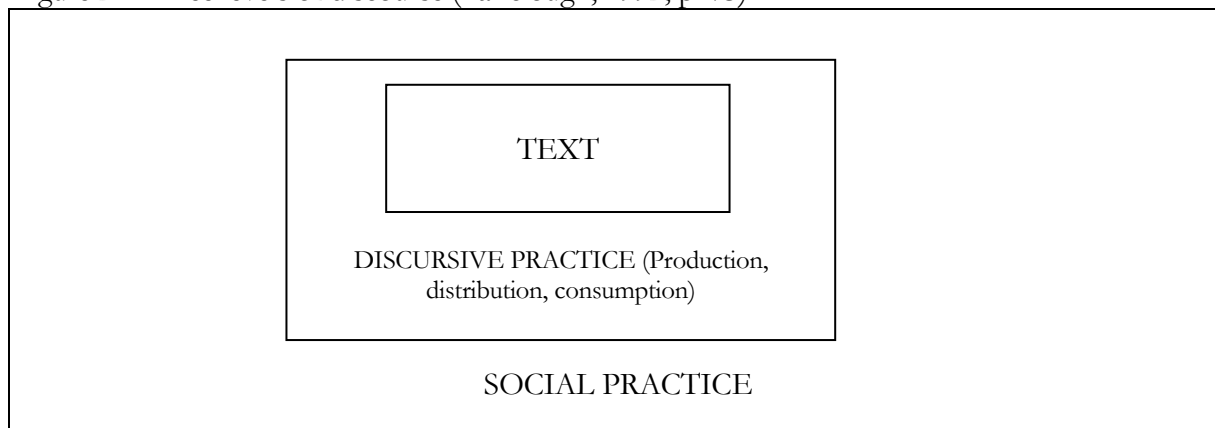 TEXT
DISCURSIVE PRACTICE (Production,
distribution, consumption)
SOCIAL PRACTICE